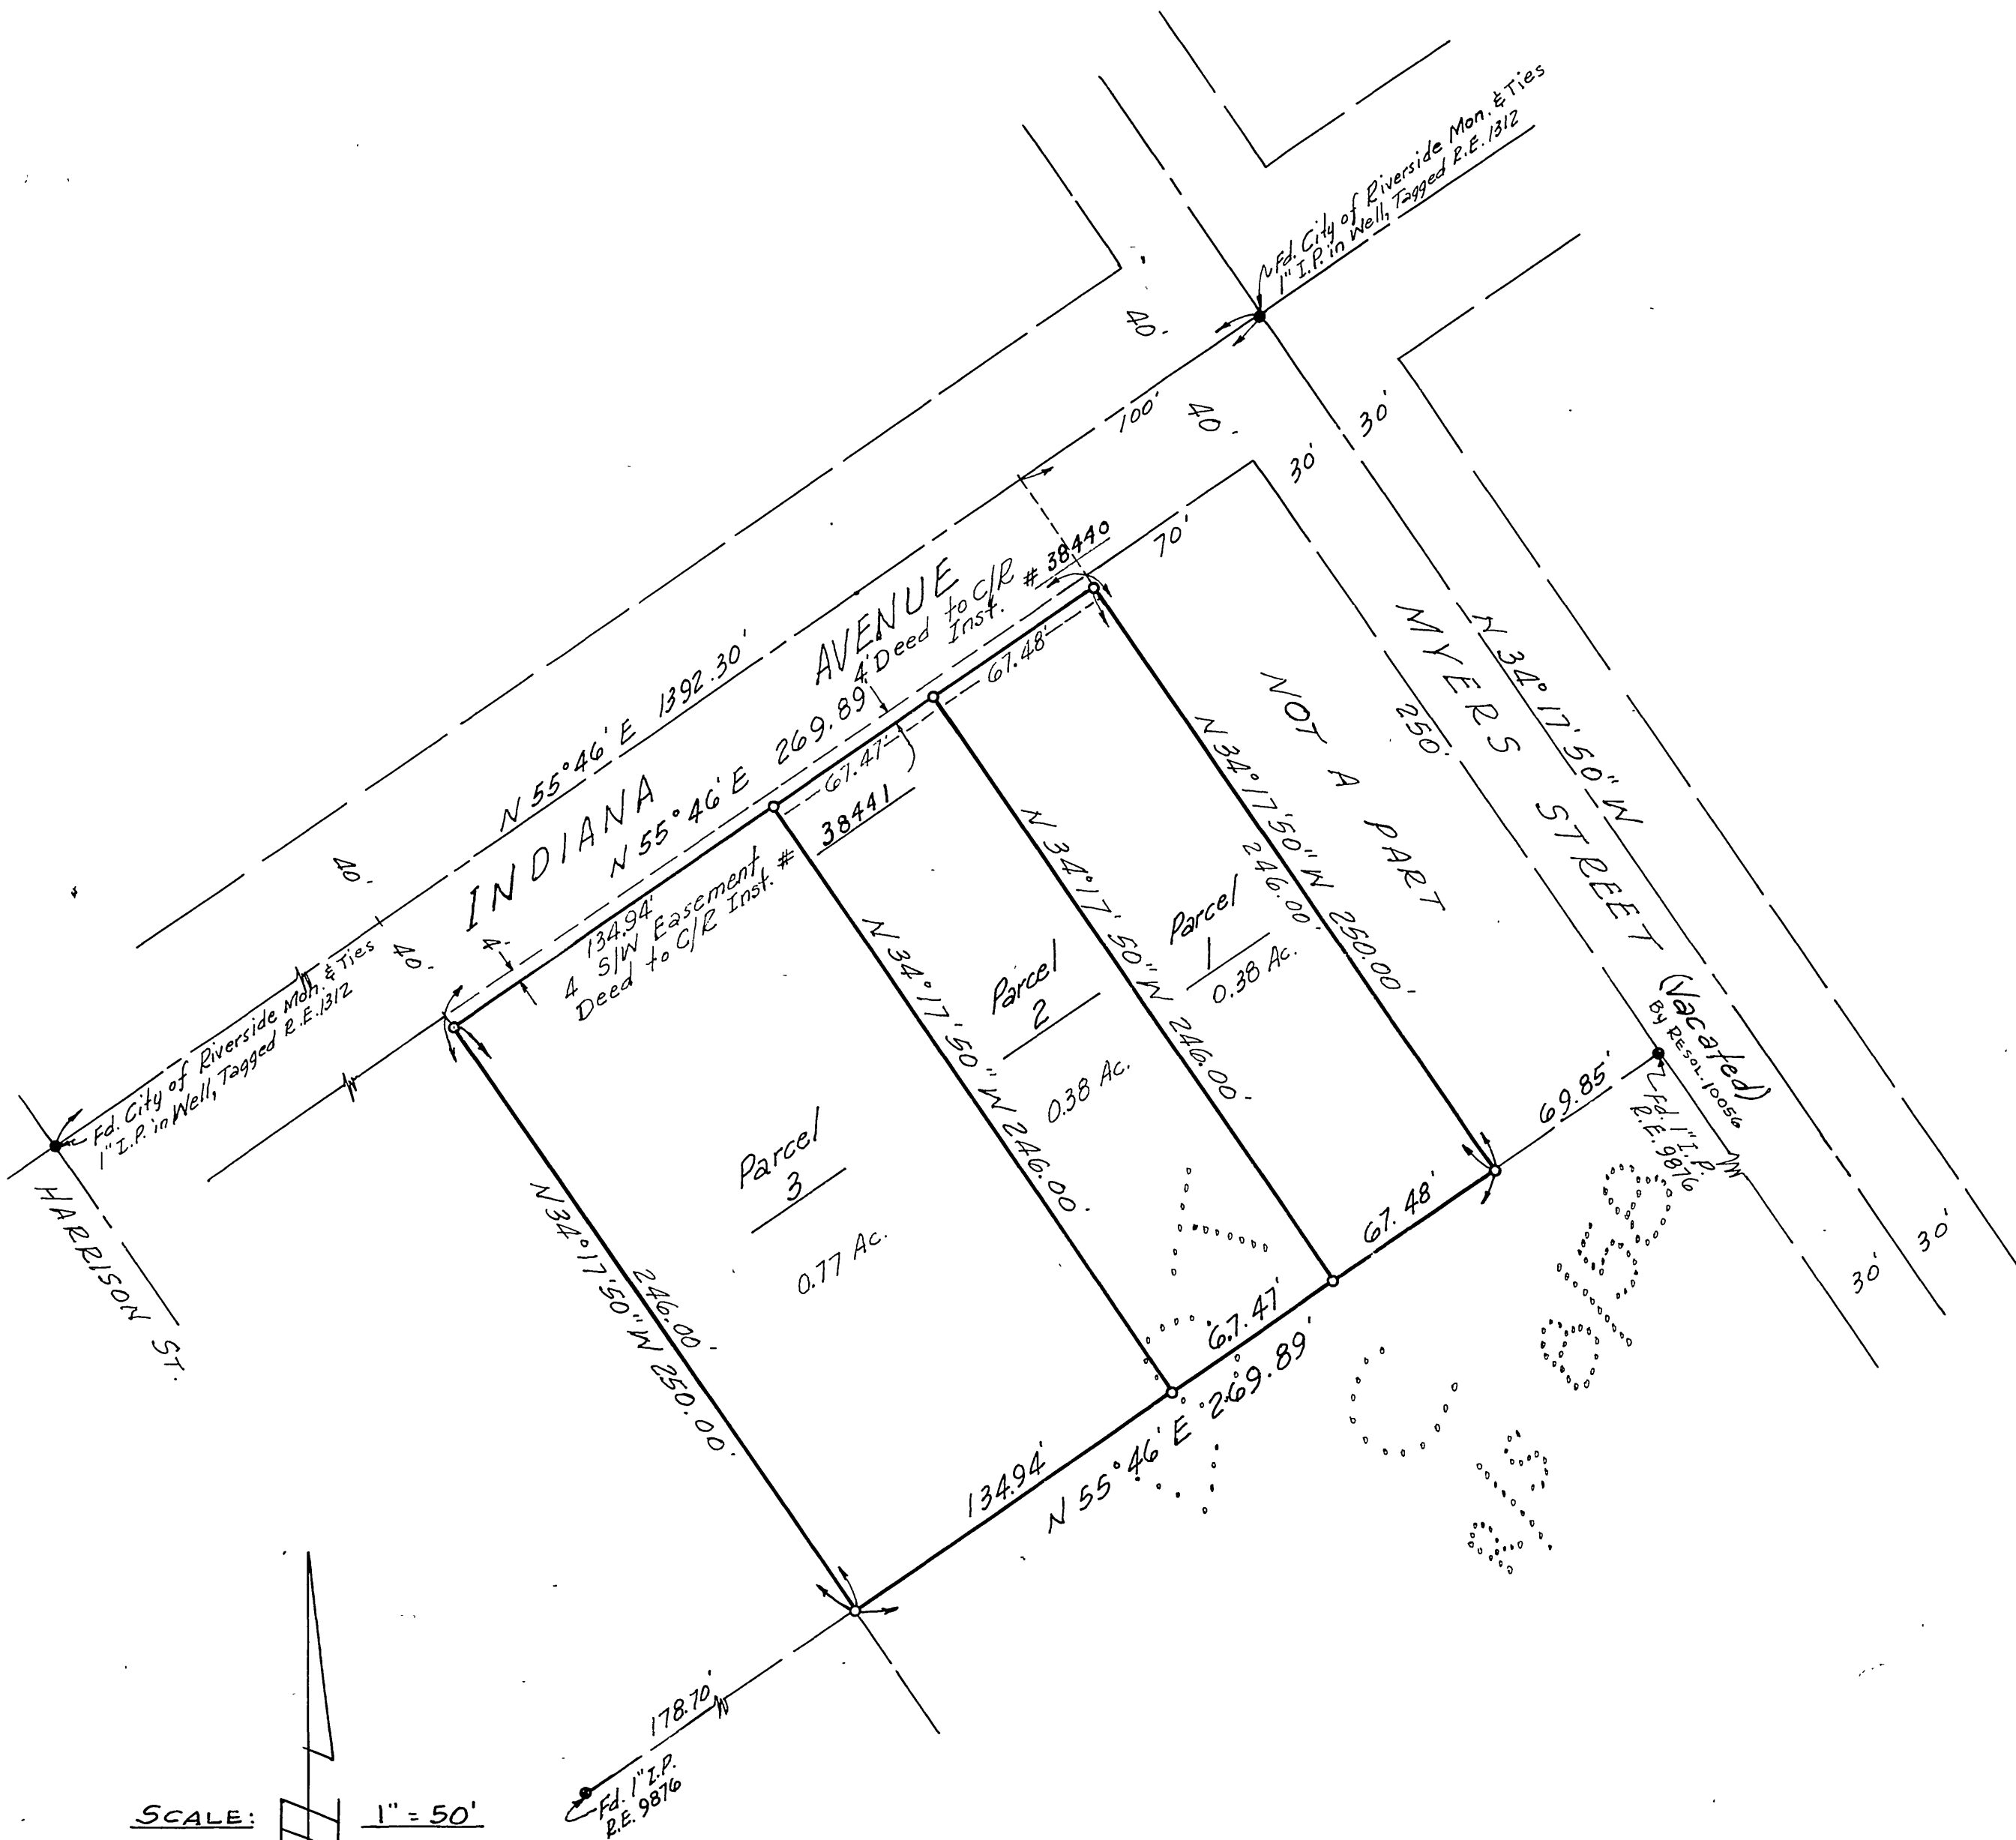 Fd. City of Riverside Mon. & Ties
1" I.P. in Well, Tagged R.E. 1312
40'
100'
40'
30'
30'
70'
N 55°46' E 1392.30'
INDIANA AVENUE
4' Deed to C/R
Inst. # 38440
N 55°46' E 269.89'
67.48'
67.47'
134.94'
4' S/W Easement
Deed to C/R Inst. # 38441
4'
40'
40'
Fd. City of Riverside Mon. & Ties
1" I.P. in Well, Tagged R.E. 1312
HARRISON ST.
NOT A PART
250'
MYERS STREET
(Vacated)
By Resol. 10056
N 34°17'50" W
N 34°17'50" W 250.00'
246.00'
Parcel
1
0.38 Ac.
N 34°17'50" W 246.00'
Parcel
2
0.38 Ac.
N 34°17'50" W 246.00'
Parcel
3
0.77 Ac.
246.00'
N 34°17'50" W 250.00'
69.85'
Fd. 1" I.P.
R.E. 9876
67.48'
67.47'
134.94'
N 55°46' E 269.89'
30'
30'
178.70'
Fd. 1" I.P.
R.E. 9876
SCALE: 1" = 50'